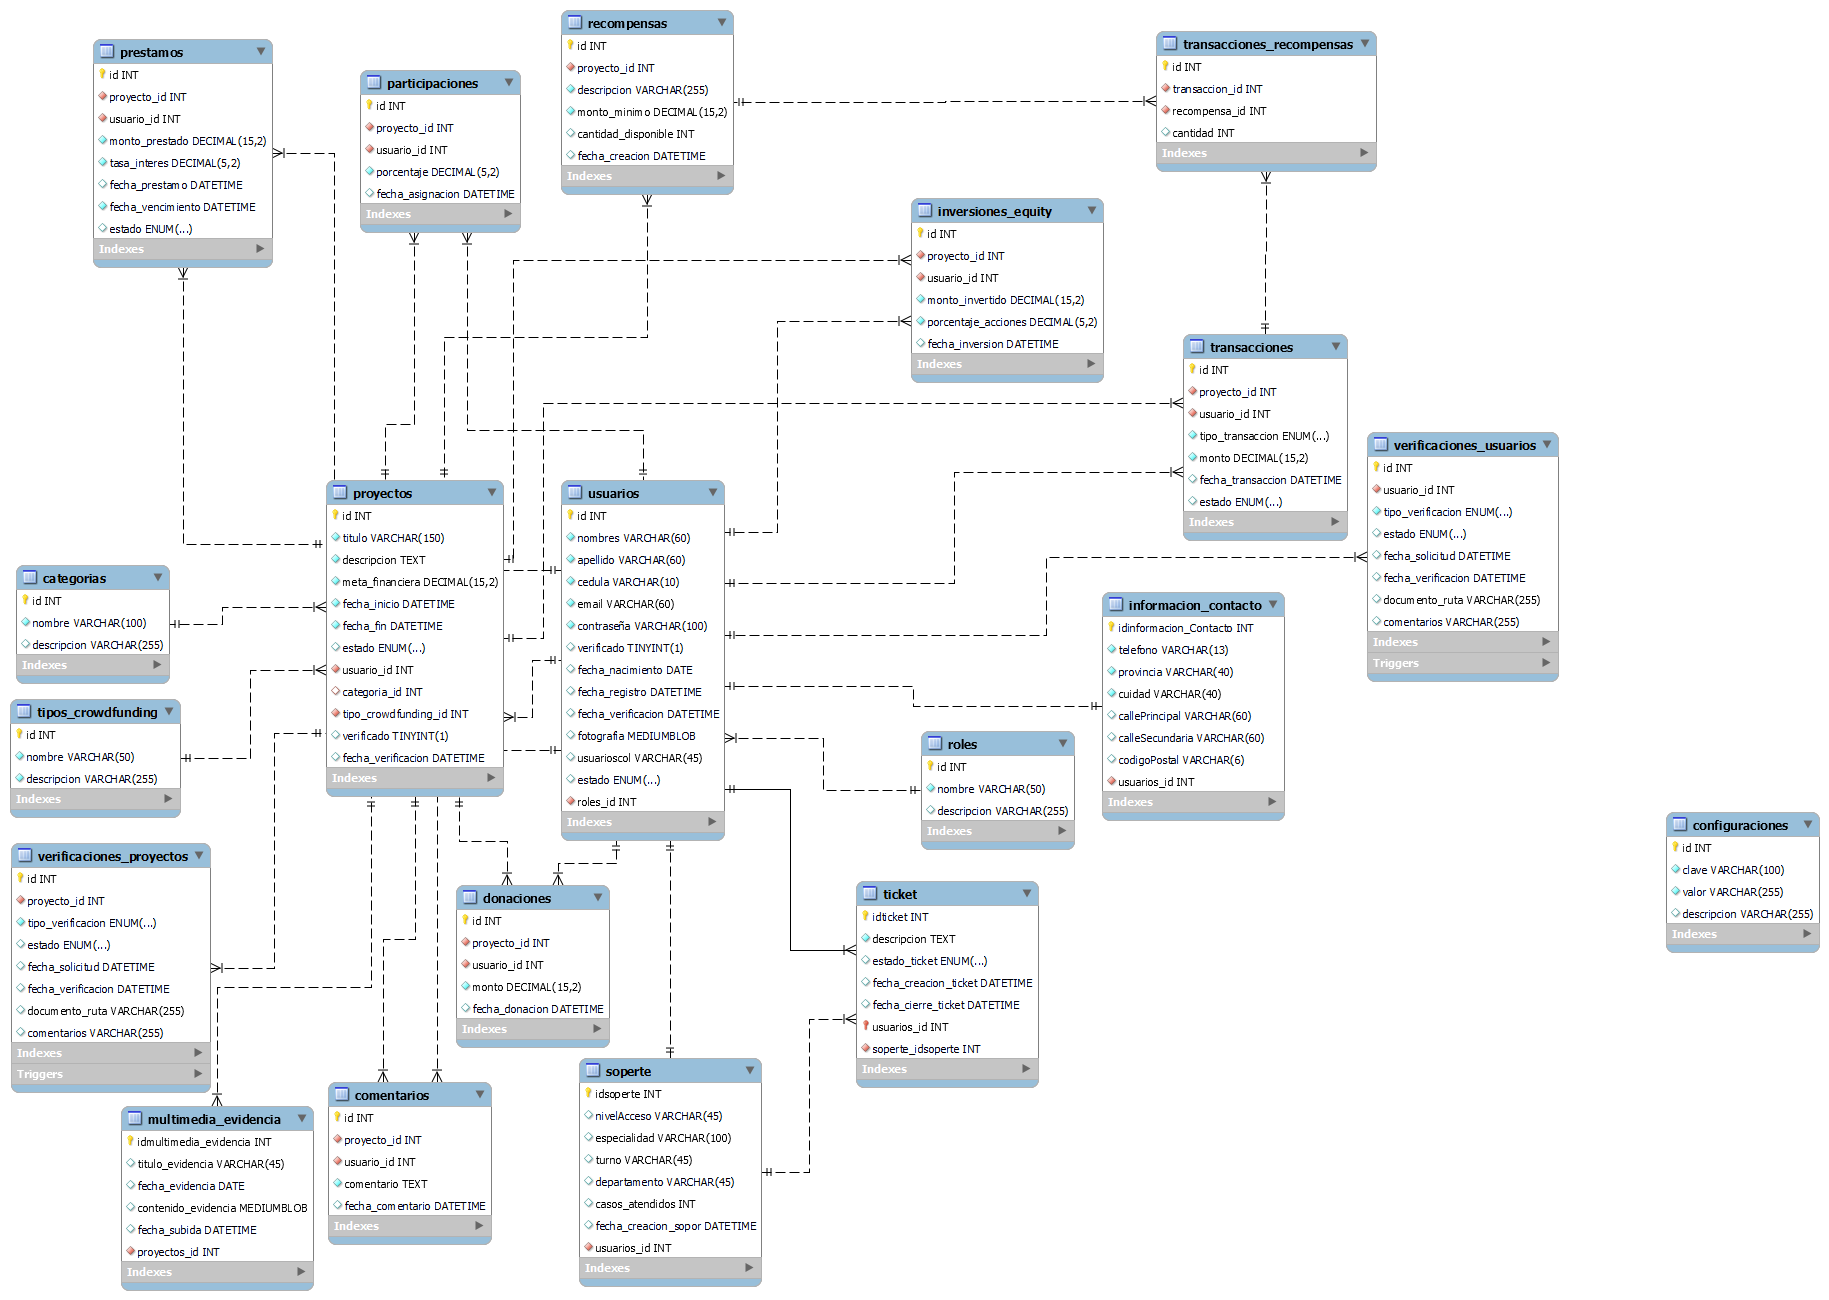 prestamos
id INT
proyecto_id INT
usuario_id INT
monto_prestado DECIMAL(15,2)
tasa_interes DECIMAL(5,2)
fecha_prestamo DATETIME
fecha_vencimiento DATETIME
estado ENUM(...)
Indexes
participaciones
id INT
proyecto_id INT
usuario_id INT
porcentaje DECIMAL(5,2)
fecha_asignacion DATETIME
Indexes
recompensas
id INT
proyecto_id INT
descripcion VARCHAR(255)
monto_minimo DECIMAL(15,2)
cantidad_disponible INT
fecha_creacion DATETIME
Indexes
transacciones_recompensas
id INT
transaccion_id INT
recompensa_id INT
cantidad INT
Indexes
inversiones_equity
id INT
proyecto_id INT
usuario_id INT
monto_invertido DECIMAL(15,2)
porcentaje_acciones DECIMAL(5,2)
fecha_inversion DATETIME
Indexes
transacciones
id INT
proyecto_id INT
usuario_id INT
tipo_transaccion ENUM(...)
monto DECIMAL(15,2)
fecha_transaccion DATETIME
estado ENUM(...)
Indexes
verificaciones_usuarios
id INT
usuario_id INT
tipo_verificacion ENUM(...)
estado ENUM(...)
fecha_solicitud DATETIME
fecha_verificacion DATETIME
documento_ruta VARCHAR(255)
comentarios VARCHAR(255)
Indexes
Triggers
proyectos
id INT
titulo VARCHAR(150)
descripcion TEXT
meta_financiera DECIMAL(15,2)
fecha_inicio DATETIME
fecha_fin DATETIME
estado ENUM(...)
usuario_id INT
categoria_id INT
tipo_crowdfunding_id INT
verificado TINYINT(1)
fecha_verificacion DATETIME
Indexes
usuarios
id INT
nombres VARCHAR(60)
apellido VARCHAR(60)
cedula VARCHAR(10)
email VARCHAR(60)
contraseña VARCHAR(100)
verificado TINYINT(1)
fecha_nacimiento DATE
fecha_registro DATETIME
fecha_verificacion DATETIME
fotografia MEDIUMBLOB
usuarioscol VARCHAR(45)
estado ENUM(...)
roles_id INT
Indexes
categorias
id INT
nombre VARCHAR(100)
descripcion VARCHAR(255)
Indexes
tipos_crowdfunding
id INT
nombre VARCHAR(50)
descripcion VARCHAR(255)
Indexes
informacion_contacto
idinformacion_Contacto INT
telefono VARCHAR(13)
provincia VARCHAR(40)
cuidad VARCHAR(40)
callePrincipal VARCHAR(60)
calleSecundaria VARCHAR(60)
codigoPostal VARCHAR(6)
usuarios_id INT
Indexes
roles
id INT
nombre VARCHAR(50)
descripcion VARCHAR(255)
Indexes
configuraciones
id INT
clave VARCHAR(100)
valor VARCHAR(255)
descripcion VARCHAR(255)
Indexes
verificaciones_proyectos
id INT
proyecto_id INT
tipo_verificacion ENUM(...)
estado ENUM(...)
fecha_solicitud DATETIME
fecha_verificacion DATETIME
documento_ruta VARCHAR(255)
comentarios VARCHAR(255)
Indexes
Triggers
donaciones
id INT
proyecto_id INT
usuario_id INT
monto DECIMAL(15,2)
fecha_donacion DATETIME
Indexes
ticket
idticket INT
descripcion TEXT
estado_ticket ENUM(...)
fecha_creacion_ticket DATETIME
fecha_cierre_ticket DATETIME
usuarios_id INT
soperte_idsoperte INT
Indexes
multimedia_evidencia
idmultimedia_evidencia INT
titulo_evidencia VARCHAR(45)
fecha_evidencia DATE
contenido_evidencia MEDIUMBLOB
fecha_subida DATETIME
proyectos_id INT
Indexes
comentarios
id INT
proyecto_id INT
usuario_id INT
comentario TEXT
fecha_comentario DATETIME
Indexes
soperte
idsoperte INT
nivelAcceso VARCHAR(45)
especialidad VARCHAR(100)
turno VARCHAR(45)
departamento VARCHAR(45)
casos_atendidos INT
fecha_creacion_sopor DATETIME
usuarios_id INT
Indexes